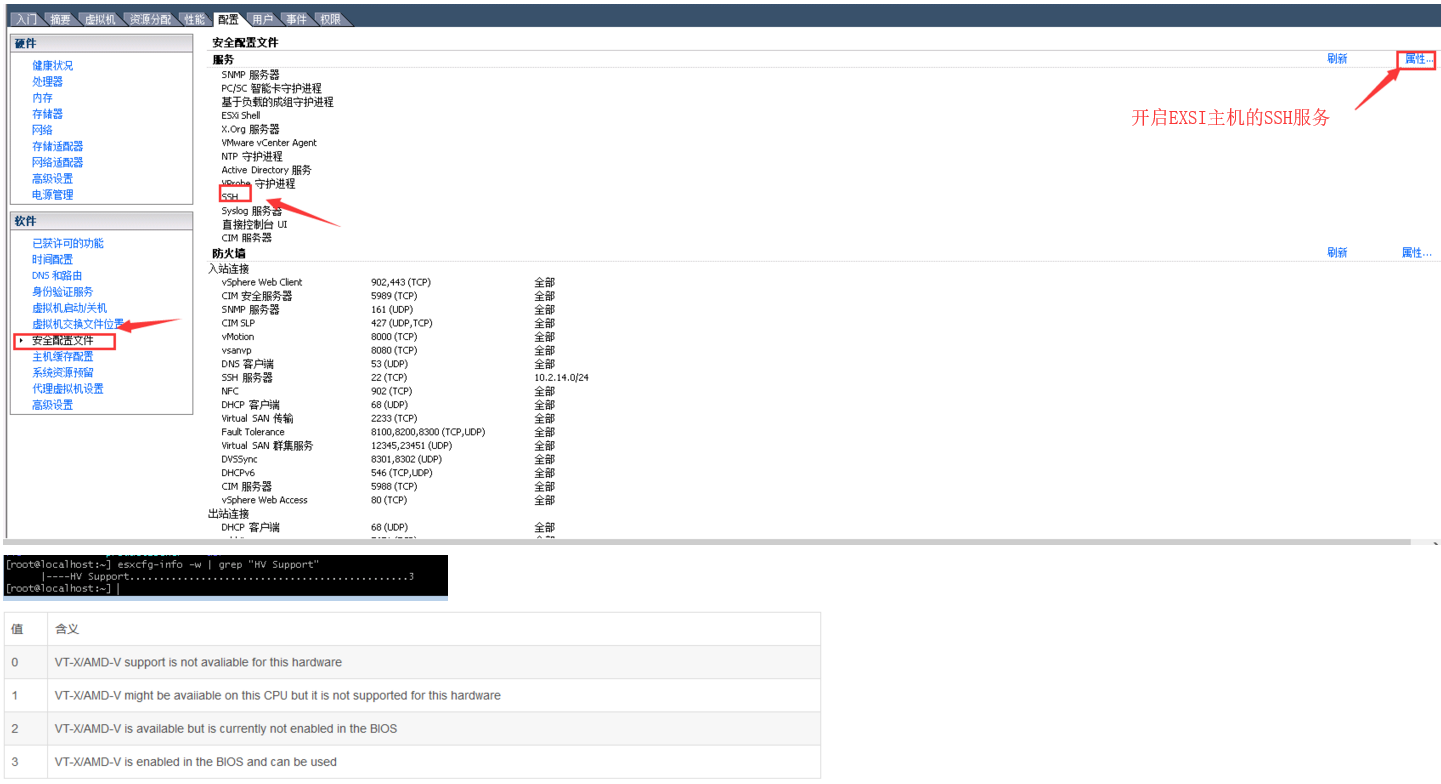 入门 摘要 虚拟机 资源分配 性能 配置 用户 事件 权限
硬件
健康状况
处理器
内存
存储器
网络
存储适配器
网络适配器
高级设置
电源管理
软件
已获许可的功能
时间配置
DNS 和路由
身份验证服务
虚拟机启动/关机
虚拟机交换文件位置
安全配置文件
主机缓存配置
系统资源预留
代理虚拟机设置
高级设置
安全配置文件
服务 刷新 属性...
SNMP 服务器
PC/SC 智能卡守护进程
基于负载的成组守护进程
ESXi Shell
X.Org 服务器
VMware vCenter Agent
NTP 守护进程
Active Directory 服务
vProbe 守护进程
SSH
Syslog 服务器
直接控制台 UI
CIM 服务器
开启EXSI主机的SSH服务
防火墙 刷新 属性...
入站连接
vSphere Web Client 902,443 (TCP) 全部
CIM 安全服务器 5989 (TCP) 全部
SNMP 服务器 161 (UDP) 全部
CIM SLP 427 (UDP,TCP) 全部
vMotion 8000 (TCP) 全部
vsanvp 8080 (TCP) 全部
DNS 客户端 53 (UDP) 全部
SSH 服务器 22 (TCP) 10.2.14.0/24
NFC 902 (TCP) 全部
DHCP 客户端 68 (UDP) 全部
Virtual SAN 传输 2233 (TCP) 全部
Fault Tolerance 8100,8200,8300 (TCP,UDP) 全部
Virtual SAN 群集服务 12345,23451 (UDP) 全部
DVSSync 8301,8302 (UDP) 全部
DHCPv6 546 (TCP,UDP) 全部
CIM 服务器 5988 (TCP) 全部
vSphere Web Access 80 (TCP) 全部
出站连接
DHCP 客户端 68 (UDP) 全部
[root@localhost:~] esxcfg-info -w | grep "HV Support"
|----HV Support................................................3
[root@localhost:~]
值 含义
0 VT-X/AMD-V support is not avaliable for this hardware
1 VT-X/AMD-V might be avaiiable on this CPU but it is not supported for this hardware
2 VT-X/AMD-V is available but is currently not enabled in the BIOS
3 VT-X/AMD-V is enabled in the BIOS and can be used